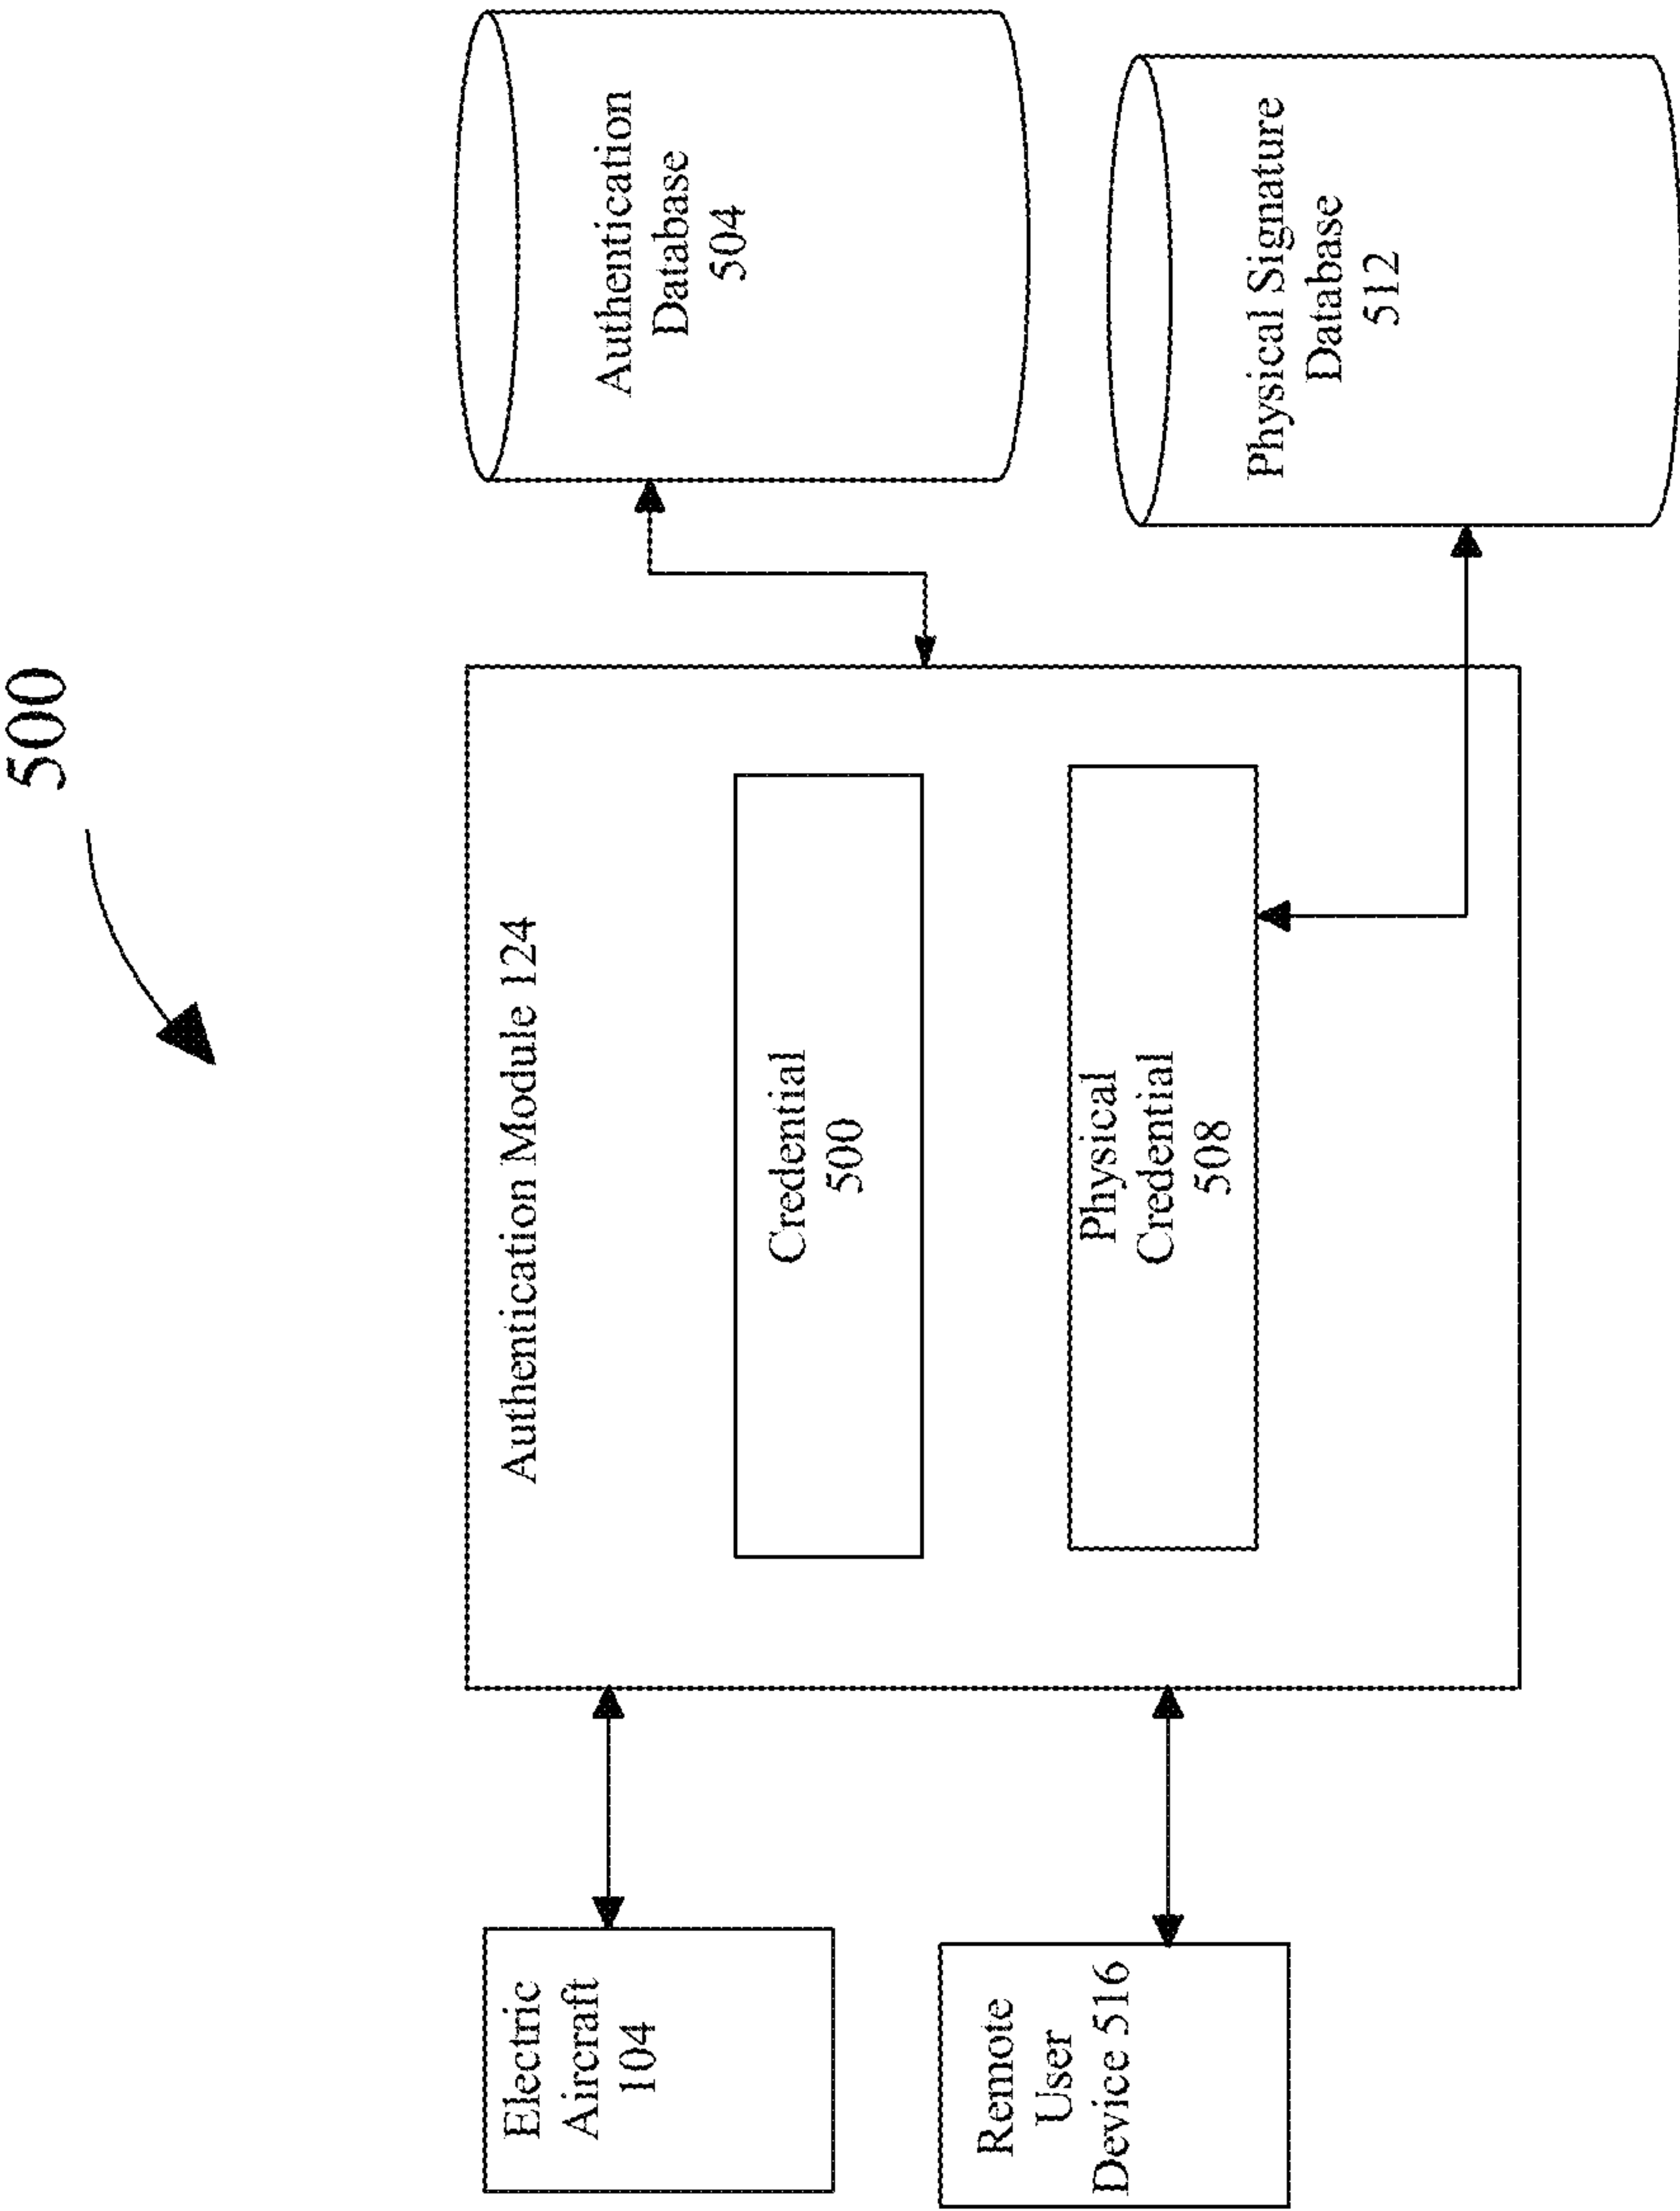 500
Electric
Aircraft
104
Remote
User
Device 516
Authentication Module 124
Credential
500
Physical
Credential
508
Authentication
Database
504
Physical Signature
Database
512